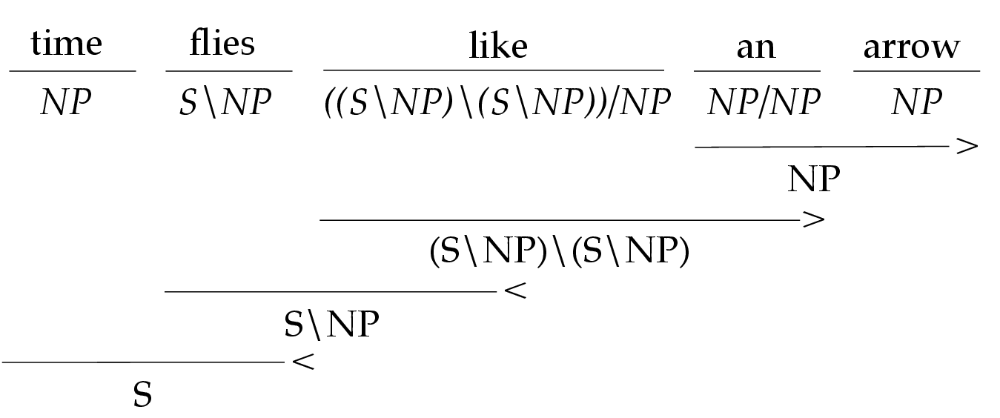 time flies like an arrow
NP S\NP ((S\NP)\(S\NP))/NP NP/NP NP
>
NP
>
(S\NP)\(S\NP)
<
S\NP
<
S